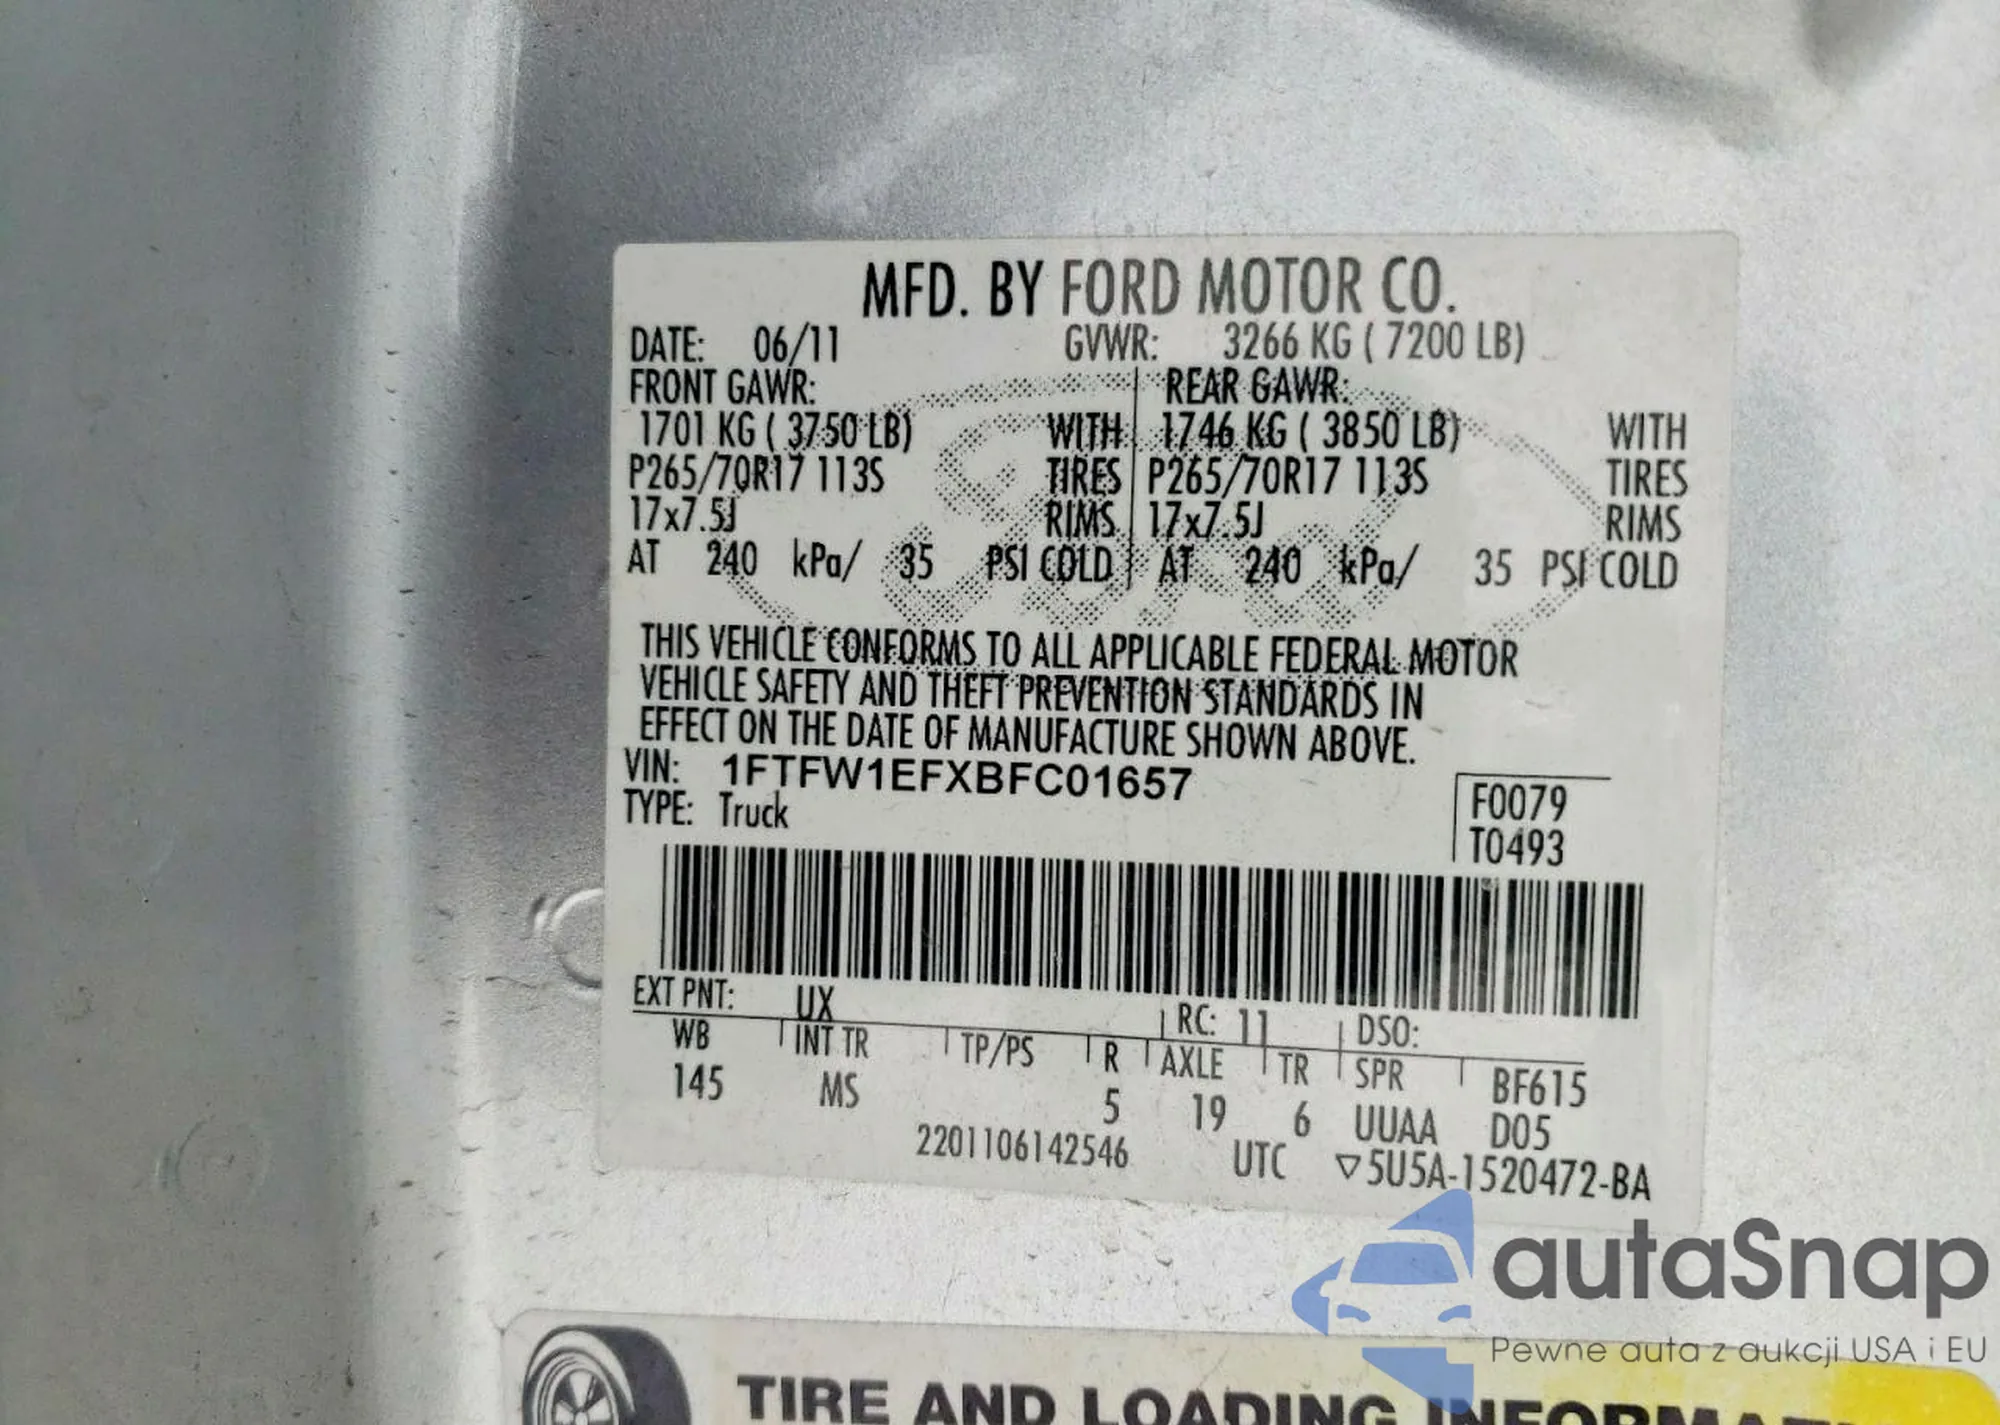 MFD. BY FORD MOTOR CO.
DATE: 06/11 GVWR: 3266 KG ( 7200 LB)
FRONT GAWR: REAR GAWR:
1701 KG ( 3750 LB) WITH 1746 KG ( 3850 LB) WITH
P265/70R17 113S TIRES P265/70R17 113S TIRES
17x7.5J RIMS 17x7.5J RIMS
AT 240 kPa/ 35 PSI COLD AT 240 kPa/ 35 PSI COLD
THIS VEHICLE CONFORMS TO ALL APPLICABLE FEDERAL MOTOR
VEHICLE SAFETY AND THEFT PREVENTION STANDARDS IN
EFFECT ON THE DATE OF MANUFACTURE SHOWN ABOVE.
VIN: 1FTFW1EFXBFC01657
TYPE: Truck
F0079
T0493
EXT PNT: UX RC: 11 DSO:
WB INT TR TP/PS R AXLE TR SPR BF615
145 MS 5 19 6 UUAA D05
2201106142546 UTC ▽5U5A-1520472-BA
autaSnap
Pewne auta z aukcji USA i EU
TIRE AND LOADING